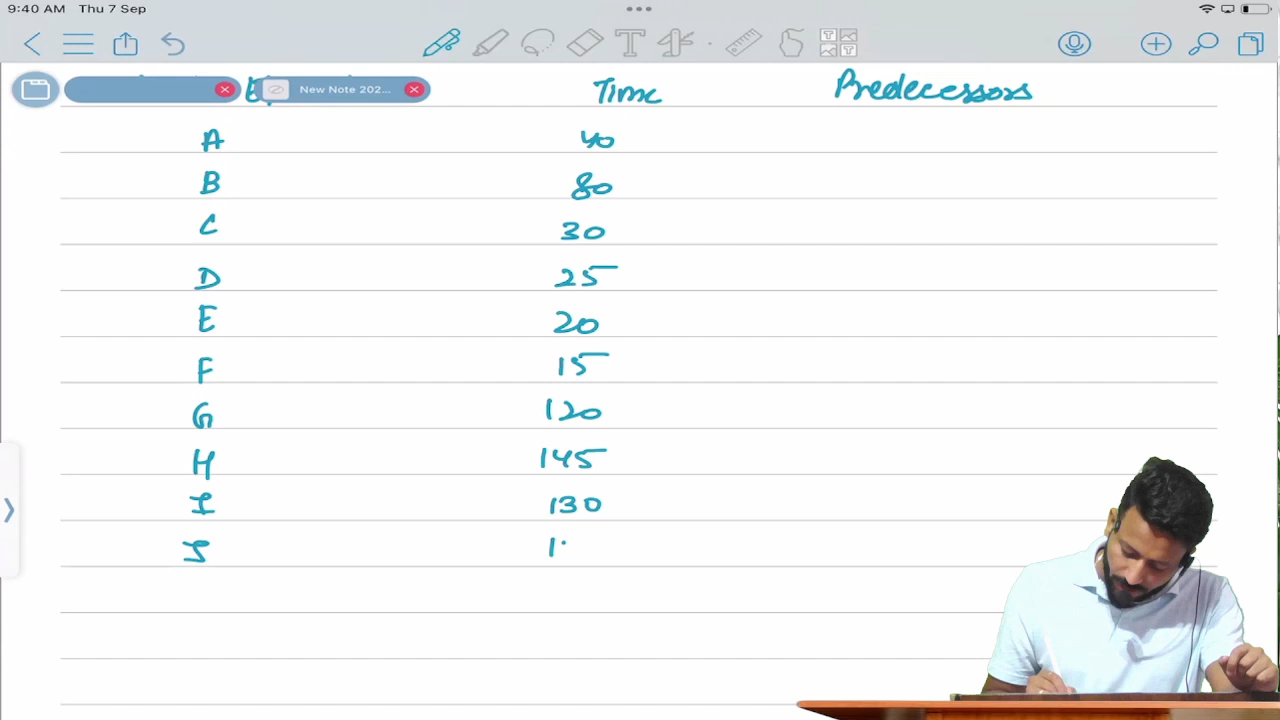 9:40 AM Thu 7 Sep
New Note 202...
Time Predecessors
A 40
B 80
C 30
D 25
E 20
F 15
G 120
H 145
I 130
J 1